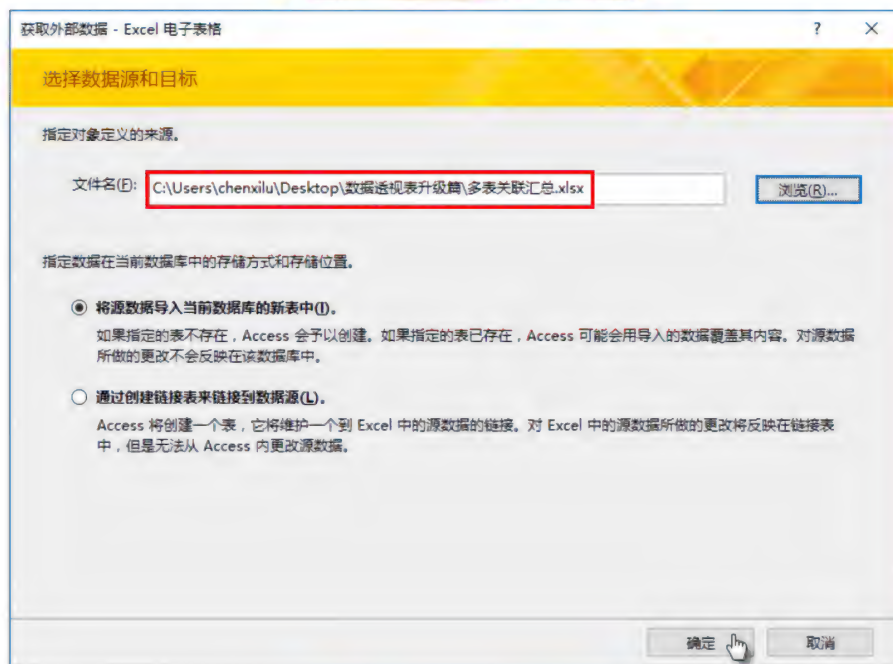 获取外部数据 - Excel 电子表格
?
选择数据源和目标
指定对象定义的来源。
文件名(F): C:\Users\chenxilu\Desktop\数据透视表升级篇\多表关联汇总.xlsx 浏览(R)...
指定数据在当前数据库中的存储方式和存储位置。
将源数据导入当前数据库的新表中(I)。
如果指定的表不存在，Access 会予以创建。如果指定的表已存在，Access 可能会用导入的数据覆盖其内容。对源数据
所做的更改不会反映在该数据库中。
通过创建链接表来链接到数据源(L)。
Access 将创建一个表，它将维护一个到 Excel 中的源数据的链接。对 Excel 中的源数据所做的更改将反映在链接表
中，但是无法从 Access 内更改源数据。
确定 取消